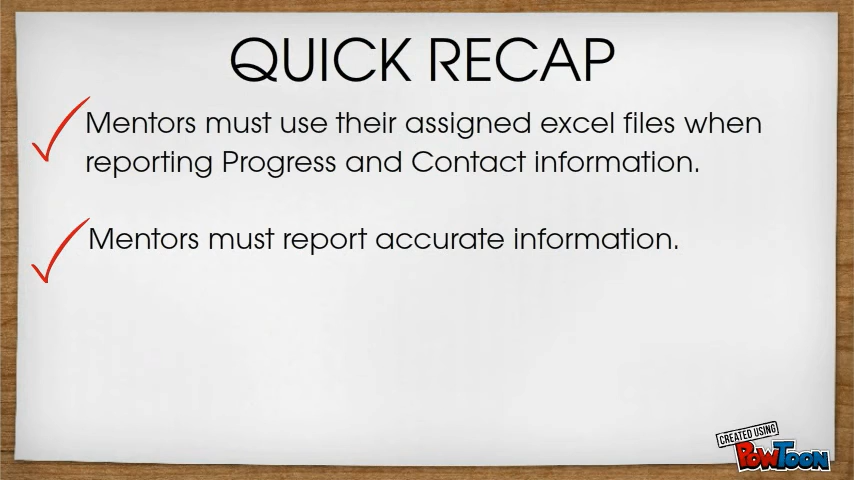 QUICK RECAP
Mentors must use their assigned excel files when
reporting Progress and Contact information.
Mentors must report accurate information.
CREATED USING
POWTOON